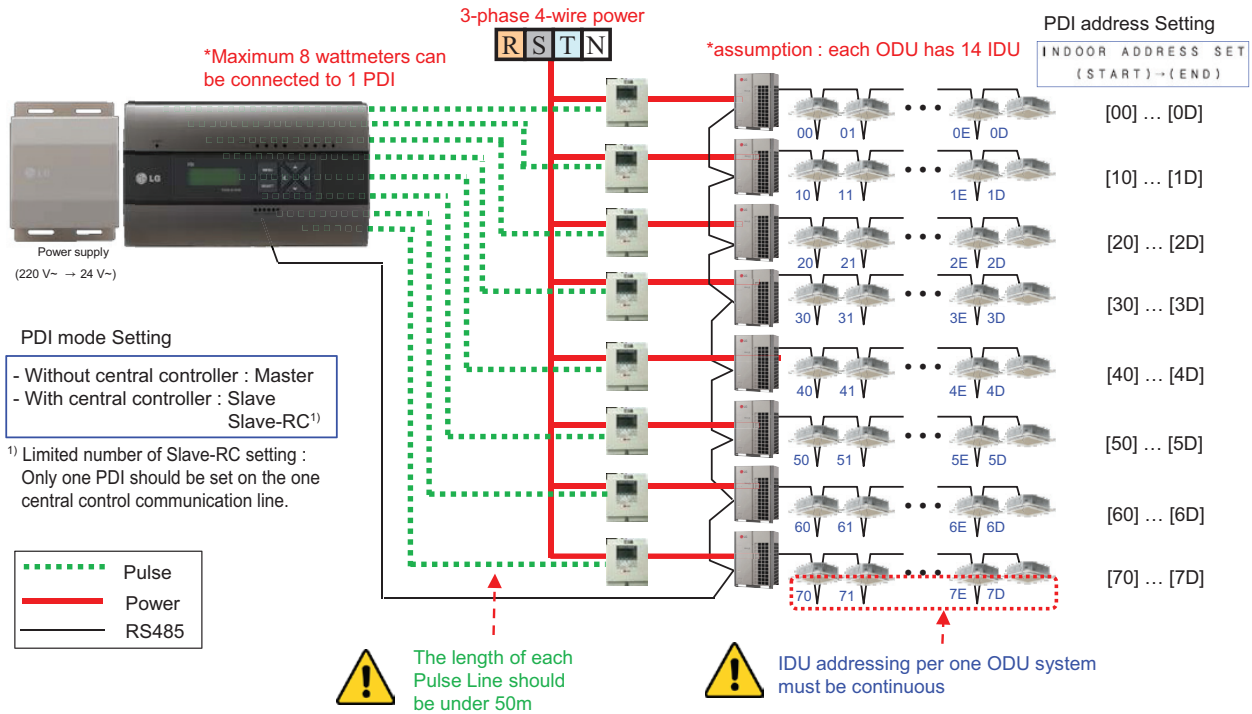 3-phase 4-wire power
R S T N
*Maximum 8 wattmeters can
be connected to 1 PDI
*assumption : each ODU has 14 IDU
PDI address Setting
INDOOR ADDRESS SET
(START)→(END)
LG
LG
Power supply
(220 V~ → 24 V~)
00 01 0E 0D
[00] … [0D]
10 11 1E 1D
[10] … [1D]
20 21 2E 2D
[20] … [2D]
30 31 3E 3D
[30] … [3D]
40 41 4E 4D
[40] … [4D]
50 51 5E 5D
[50] … [5D]
60 61 6E 6D
[60] … [6D]
70 71 7E 7D
[70] … [7D]
PDI mode Setting
- Without central controller : Master
- With central controller : Slave
Slave-RC1)
1) Limited number of Slave-RC setting :
Only one PDI should be set on the one
central control communication line.
Pulse
Power
RS485
The length of each
Pulse Line should
be under 50m
IDU addressing per one ODU system
must be continuous